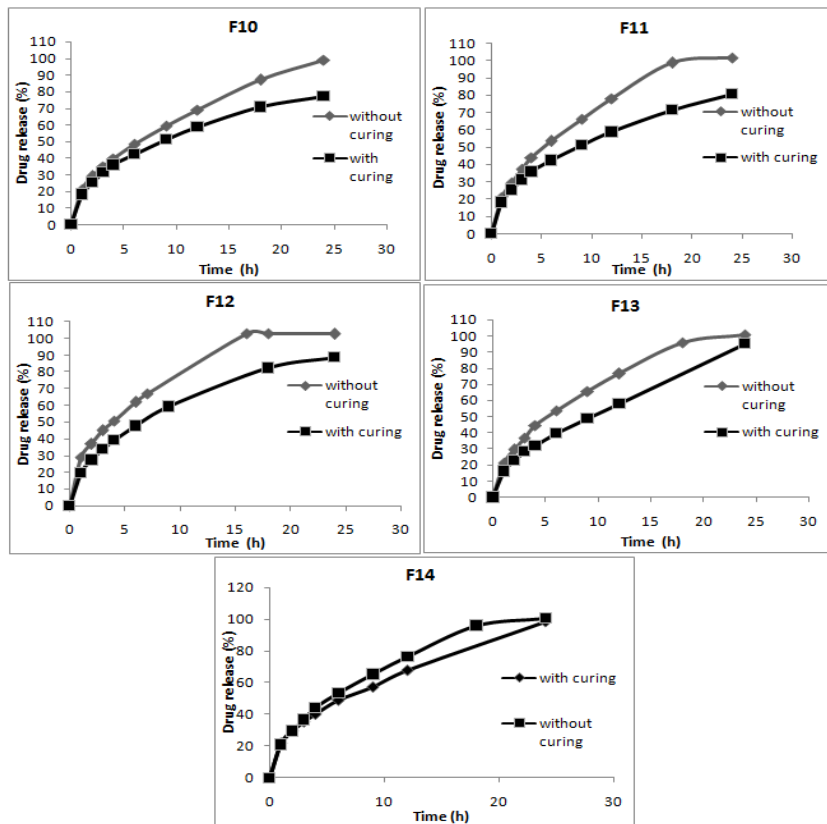 F10
Drug release (%)
110
100
90
80
70
60
50
40
30
20
10
0
0 5 10 15 20 25 30
Time (h)
without
curing
with
curing
F11
Drug release (%)
110
100
90
80
70
60
50
40
30
20
10
0
0 5 10 15 20 25 30
Time (h)
without
curing
with curing
F12
Drug release (%)
110
100
90
80
70
60
50
40
30
20
10
0
0 5 10 15 20 25 30
Time (h)
without
curing
with curing
F13
Drug release (%)
110
100
90
80
70
60
50
40
30
20
10
0
0 5 10 15 20 25 30
Time (h)
without
curing
with curing
F14
Drug release (%)
120
100
80
60
40
20
0
0 10 20 30
Time (h)
with curing
without
curing